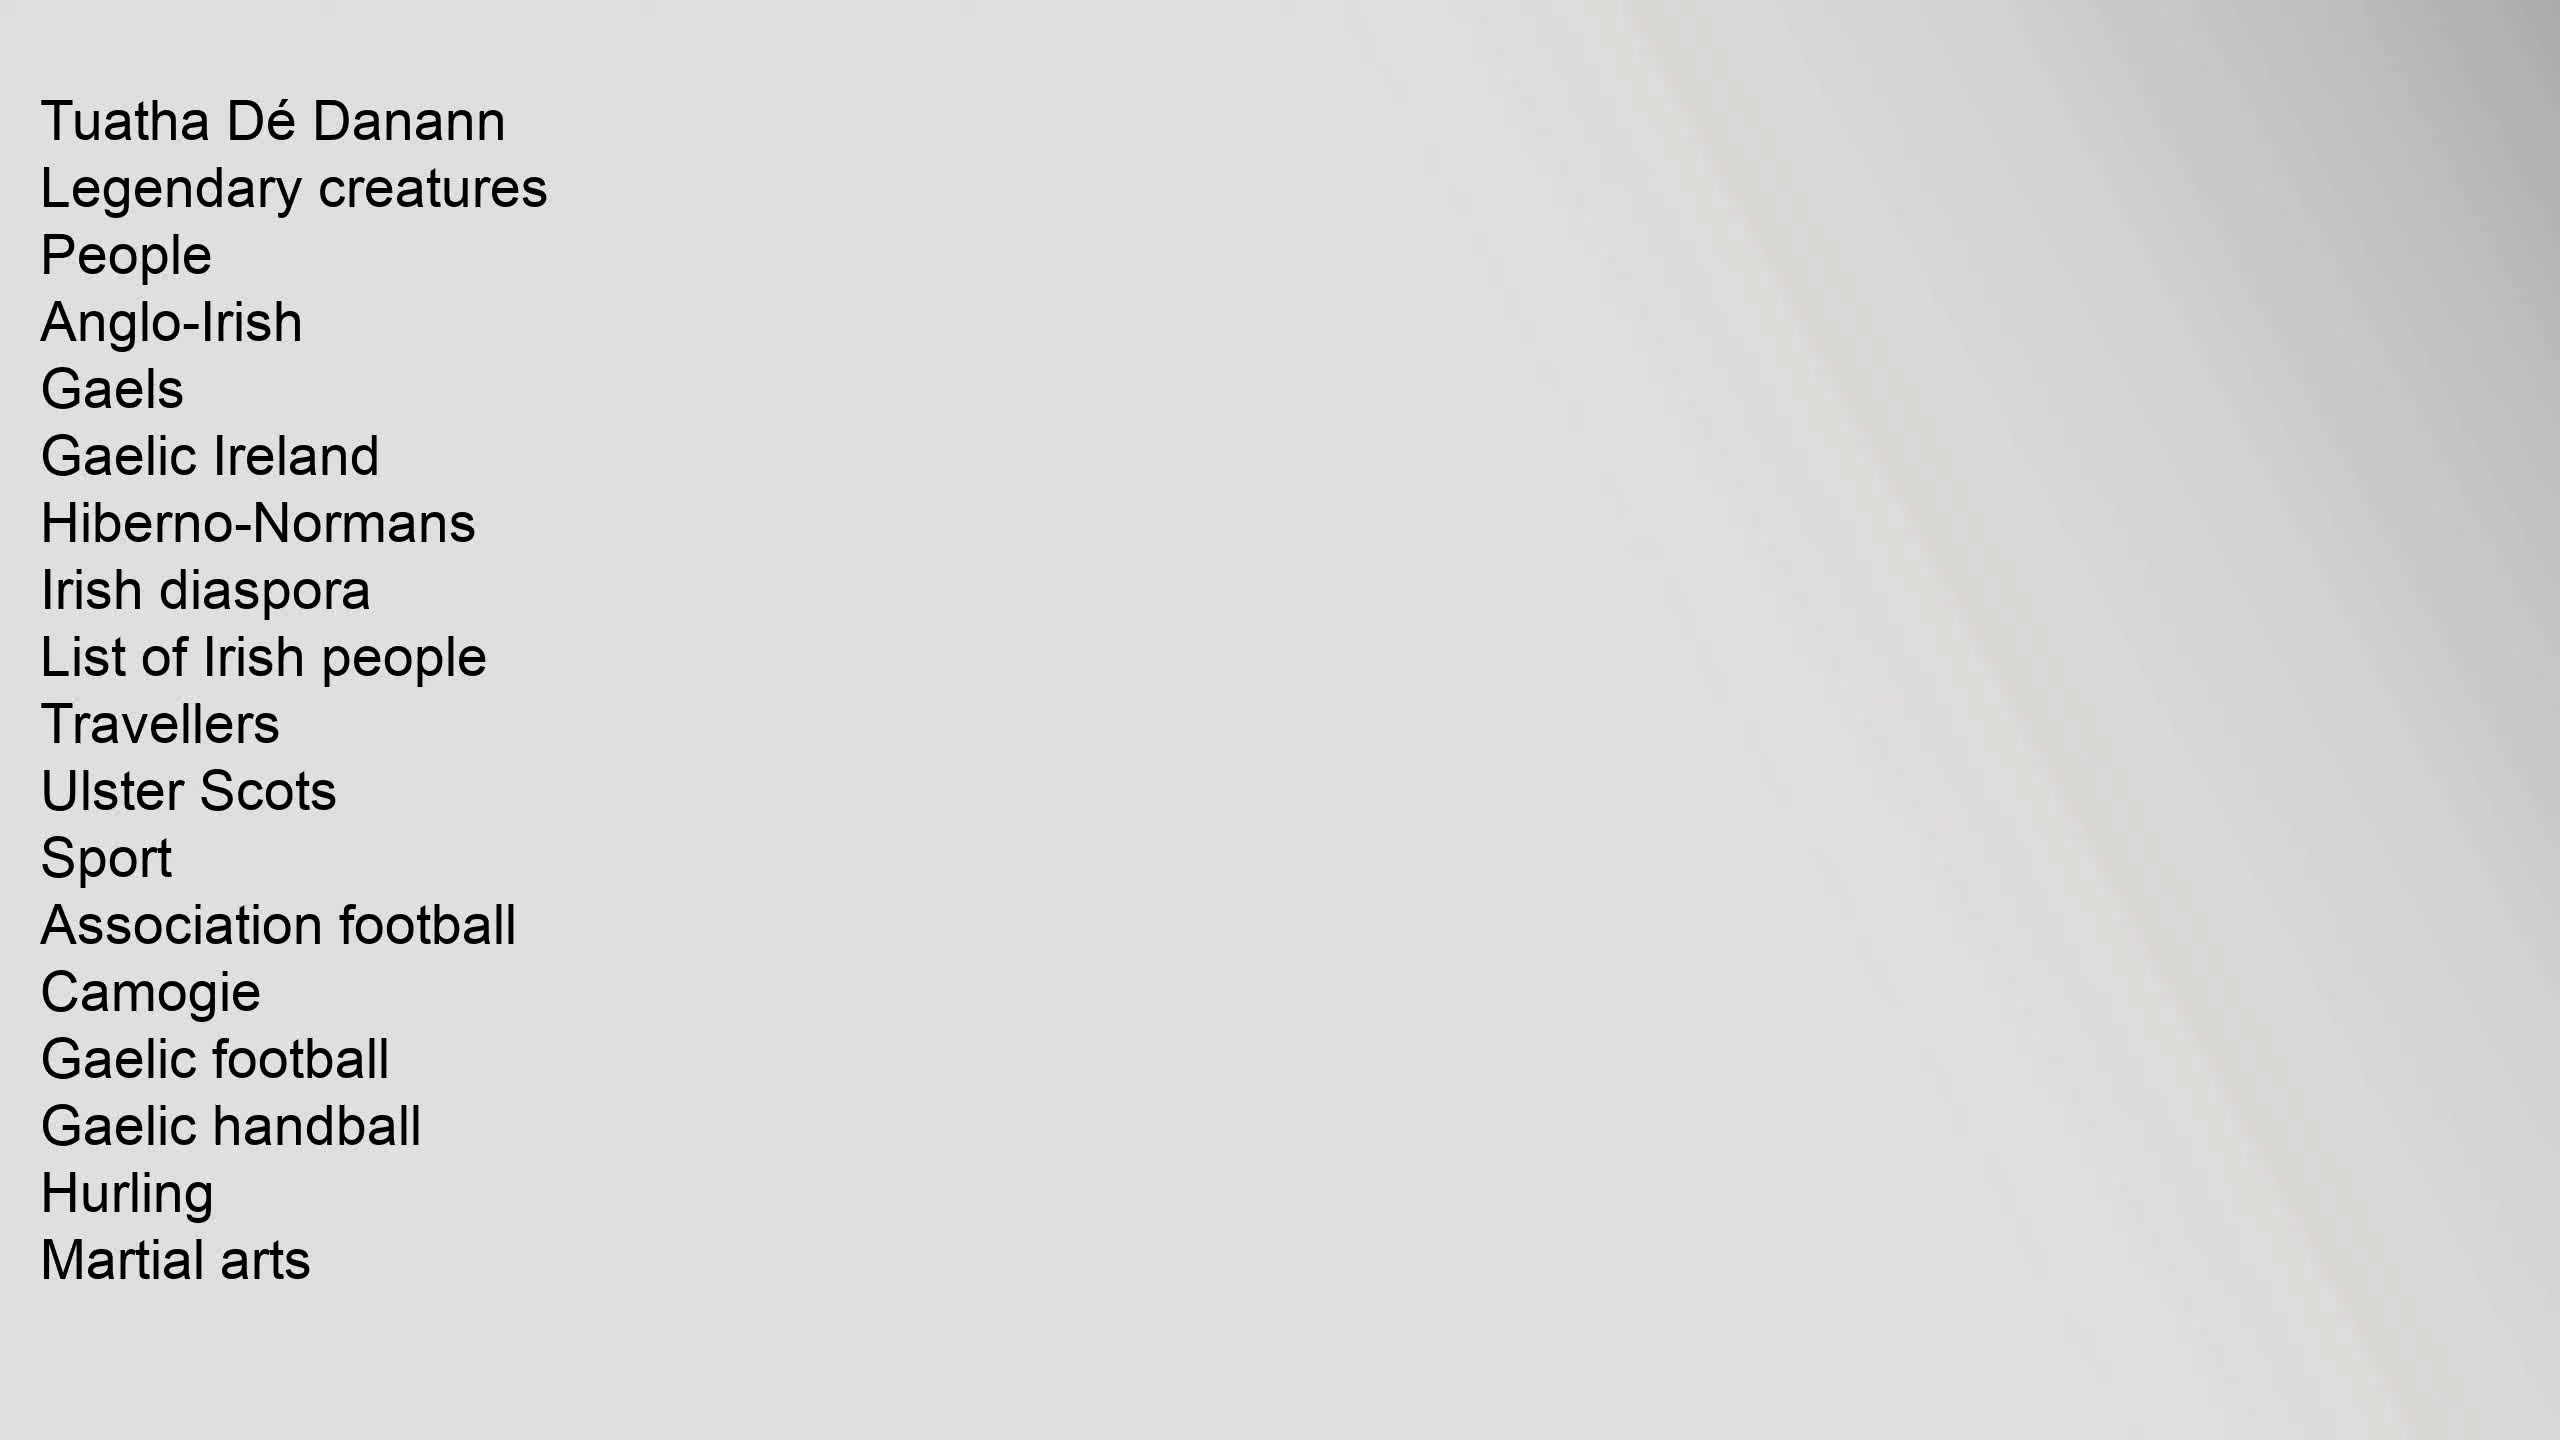 Tuatha Dé Danann
Legendary creatures
People
Anglo-Irish
Gaels
Gaelic Ireland
Hiberno-Normans
Irish diaspora
List of Irish people
Travellers
Ulster Scots
Sport
Association football
Camogie
Gaelic football
Gaelic handball
Hurling
Martial arts